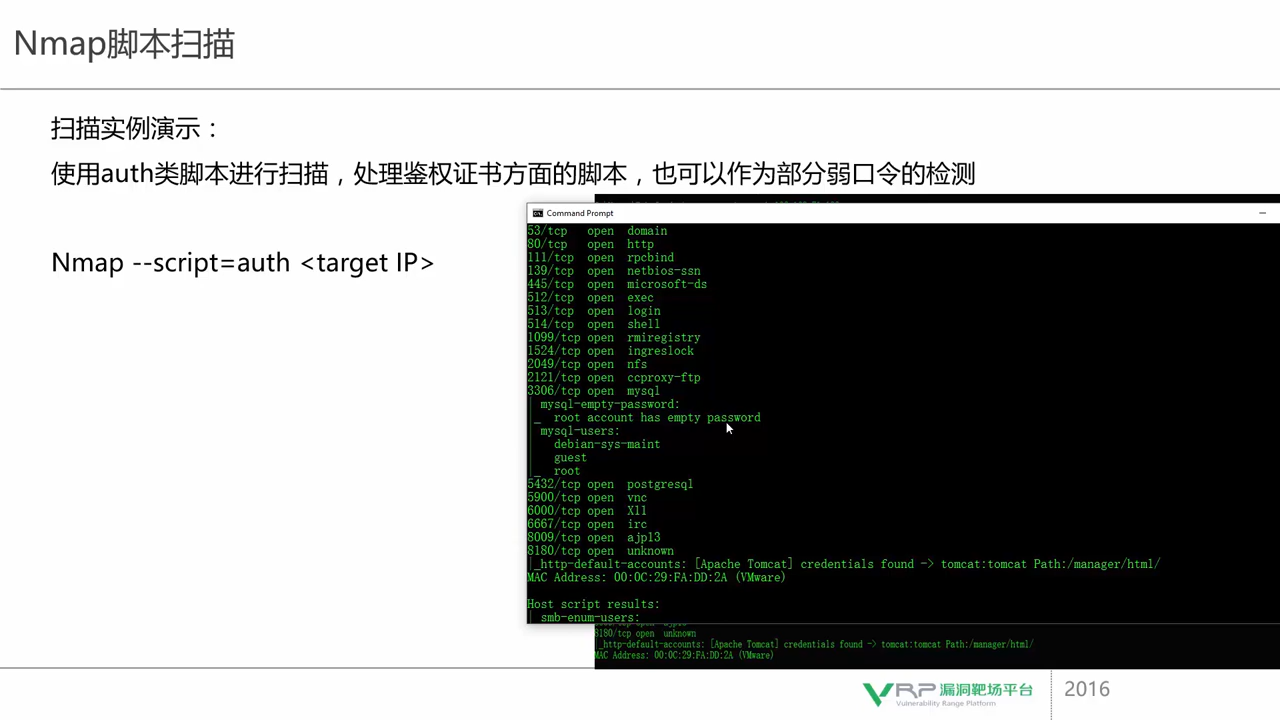 Nmap脚本扫描
扫描实例演示：
使用auth类脚本进行扫描，处理鉴权证书方面的脚本，也可以作为部分弱口令的检测
Nmap --script=auth <target IP>
Command Prompt
53/tcp open domain
80/tcp open http
111/tcp open rpcbind
139/tcp open netbios-ssn
445/tcp open microsoft-ds
512/tcp open exec
513/tcp open login
514/tcp open shell
1099/tcp open rmiregistry
1524/tcp open ingreslock
2049/tcp open nfs
2121/tcp open ccproxy-ftp
3306/tcp open mysql
| mysql-empty-password:
|_ root account has empty password
| mysql-users:
| debian-sys-maint
| guest
|_ root
5432/tcp open postgresql
5900/tcp open vnc
6000/tcp open X11
6667/tcp open irc
8009/tcp open ajp13
8180/tcp open unknown
|_http-default-accounts: [Apache Tomcat] credentials found -> tomcat:tomcat Path:/manager/html/
MAC Address: 00:0C:29:FA:DD:2A (VMware)
Host script results:
| smb-enum-users:
8180/tcp open unknown
|_http-default-accounts: [Apache Tomcat] credentials found -> tomcat:tomcat Path:/manager/html/
MAC Address: 00:0C:29:FA:DD:2A (VMware)
VRP 漏洞靶场平台
Vulnerability Range Platform
2016